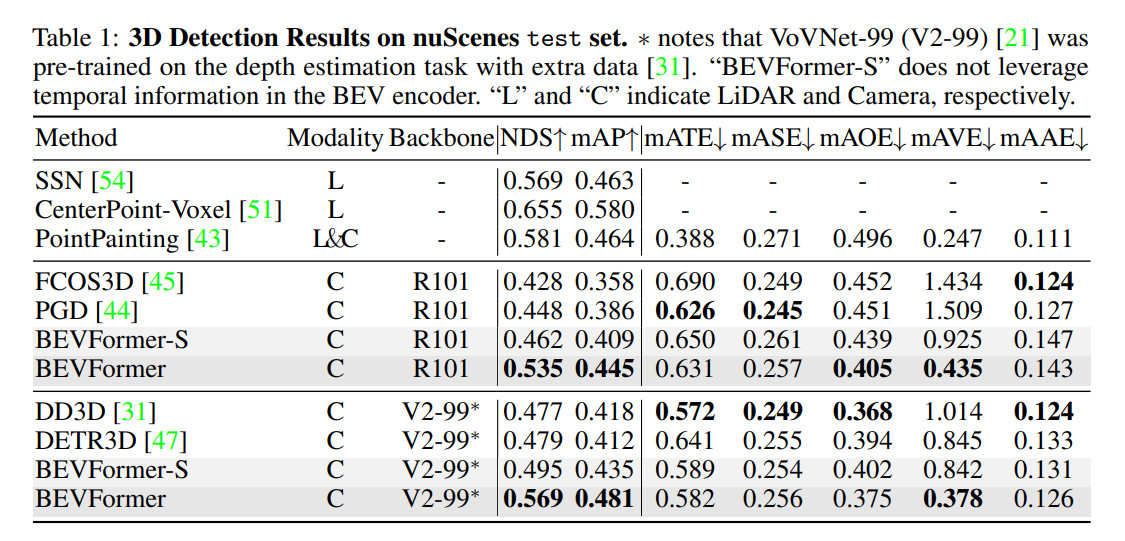 Table 1: 3D Detection Results on nuScenes test set. ∗ notes that VoVNet-99 (V2-99) [21] was
pre-trained on the depth estimation task with extra data [31]. “BEVFormer-S” does not leverage
temporal information in the BEV encoder. “L” and “C” indicate LiDAR and Camera, respectively.
Method Modality Backbone NDS↑ mAP↑ mATE↓ mASE↓ mAOE↓ mAVE↓ mAAE↓
SSN [54] L - 0.569 0.463 - - - - -
CenterPoint-Voxel [51] L - 0.655 0.580 - - - - -
PointPainting [43] L&C - 0.581 0.464 0.388 0.271 0.496 0.247 0.111
FCOS3D [45] C R101 0.428 0.358 0.690 0.249 0.452 1.434 0.124
PGD [44] C R101 0.448 0.386 0.626 0.245 0.451 1.509 0.127
BEVFormer-S C R101 0.462 0.409 0.650 0.261 0.439 0.925 0.147
BEVFormer C R101 0.535 0.445 0.631 0.257 0.405 0.435 0.143
DD3D [31] C V2-99∗ 0.477 0.418 0.572 0.249 0.368 1.014 0.124
DETR3D [47] C V2-99∗ 0.479 0.412 0.641 0.255 0.394 0.845 0.133
BEVFormer-S C V2-99∗ 0.495 0.435 0.589 0.254 0.402 0.842 0.131
BEVFormer C V2-99∗ 0.569 0.481 0.582 0.256 0.375 0.378 0.126